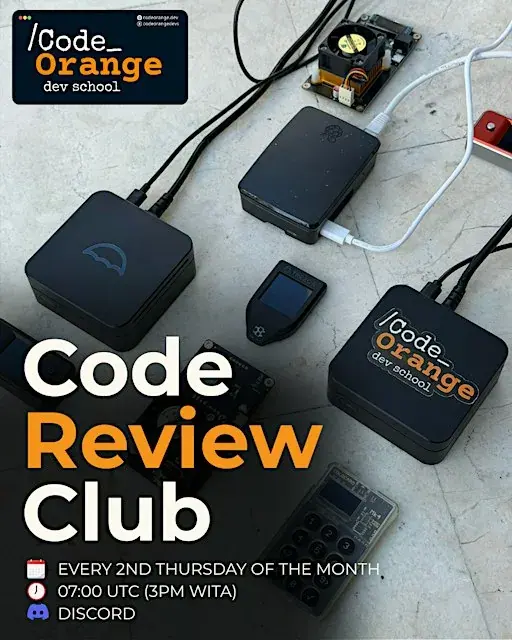 codeorange.dev
codeorangedevs
/Code_
Orange
dev school
/Code_
Orange
dev school
Code
Review
Club
EVERY 2ND THURSDAY OF THE MONTH
07:00 UTC (3PM WITA)
DISCORD